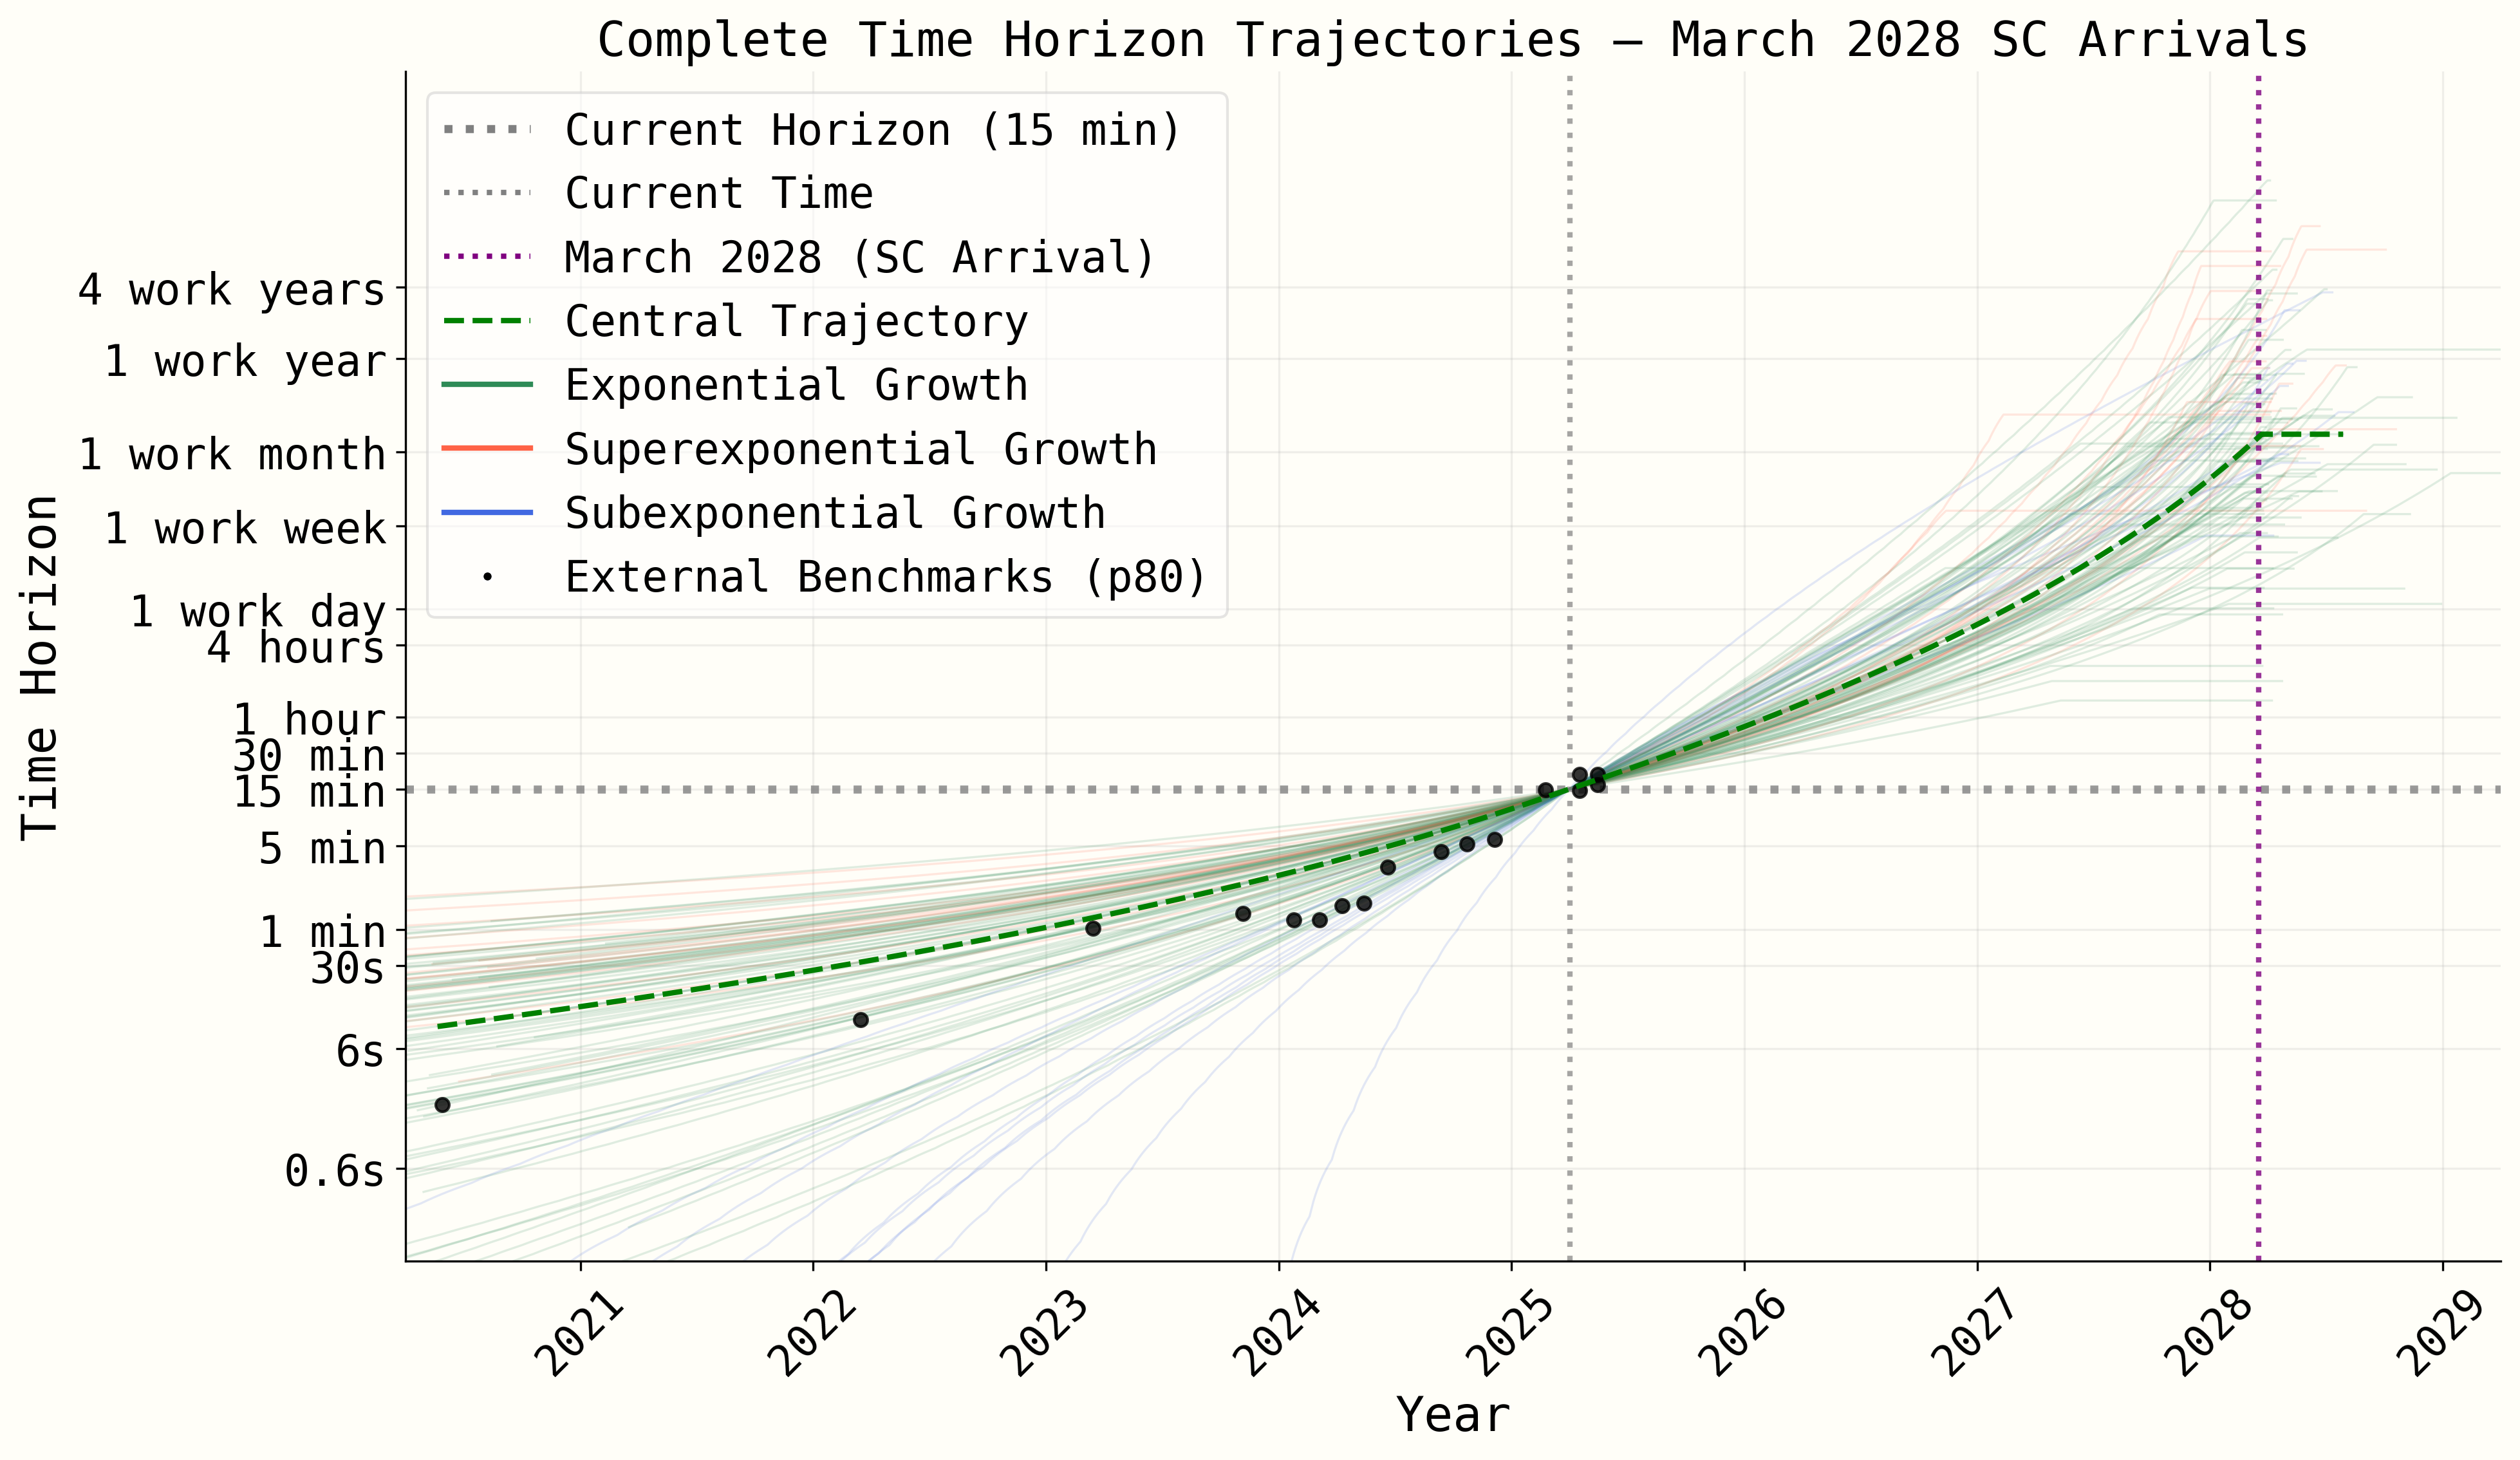 Complete Time Horizon Trajectories — March 2028 SC Arrivals
Current Horizon (15 min)
Current Time
March 2028 (SC Arrival)
Central Trajectory
Exponential Growth
Superexponential Growth
Subexponential Growth
External Benchmarks (p80)
Time Horizon
4 work years
1 work year
1 work month
1 work week
1 work day
4 hours
1 hour
30 min
15 min
5 min
1 min
30s
6s
0.6s
2021
2022
2023
2024
2025
2026
2027
2028
2029
Year